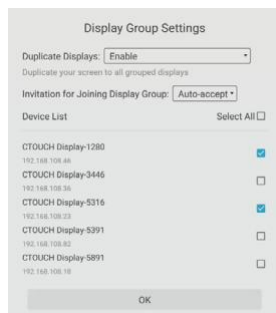 Display Group Settings
Duplicate Displays: Enable
Duplicate your screen to all grouped displays
Invitation for Joining Display Group: Auto-accept
Device List Select All
CTOUCH Display-1280
192.168.108.46
CTOUCH Display-3446
192.168.108.36
CTOUCH Display-5316
192.168.108.23
CTOUCH Display-5391
192.168.108.82
CTOUCH Display-5891
192.168.108.18
OK